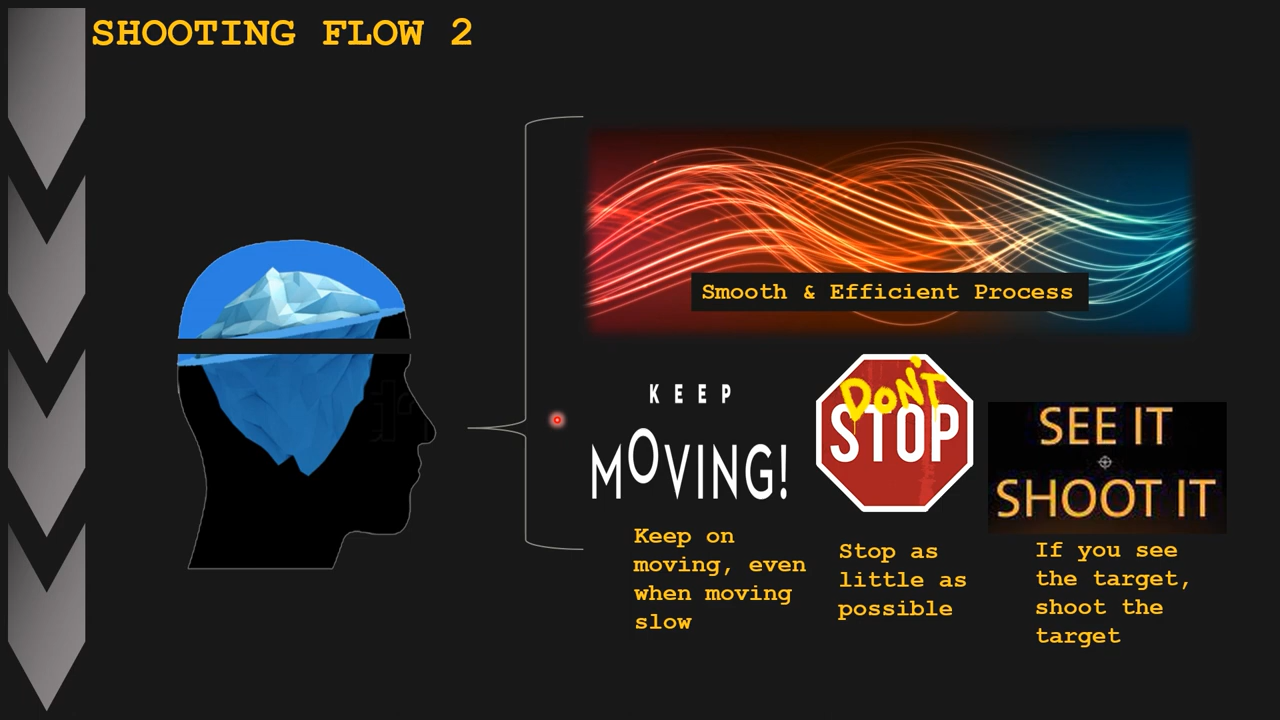 SHOOTING FLOW 2
Smooth & Efficient Process
KEEP
MOVING!
DON'T
STOP
SEE IT
SHOOT IT
Keep on
moving, even
when moving
slow
Stop as
little as
possible
If you see
the target,
shoot the
target